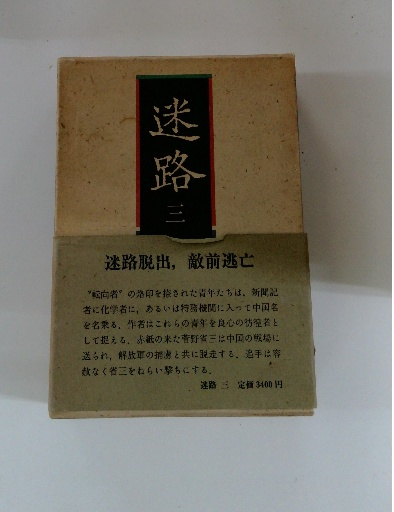 迷路
三
迷路脱出，敵前逃亡
"転向者"の烙印を捺された青年たちは，新聞記
者に化学者に，あるいは特務機関に入って中国名
を名乗る．作者はこれらの青年を良心の彷徨者と
して捉える．赤紙の来た菅野省三は中国の戦場に
送られ，解放軍の捕虜と共に脱走する．追手は容
赦なく省三をねらい撃ちにする．
迷路 三 定価3400円